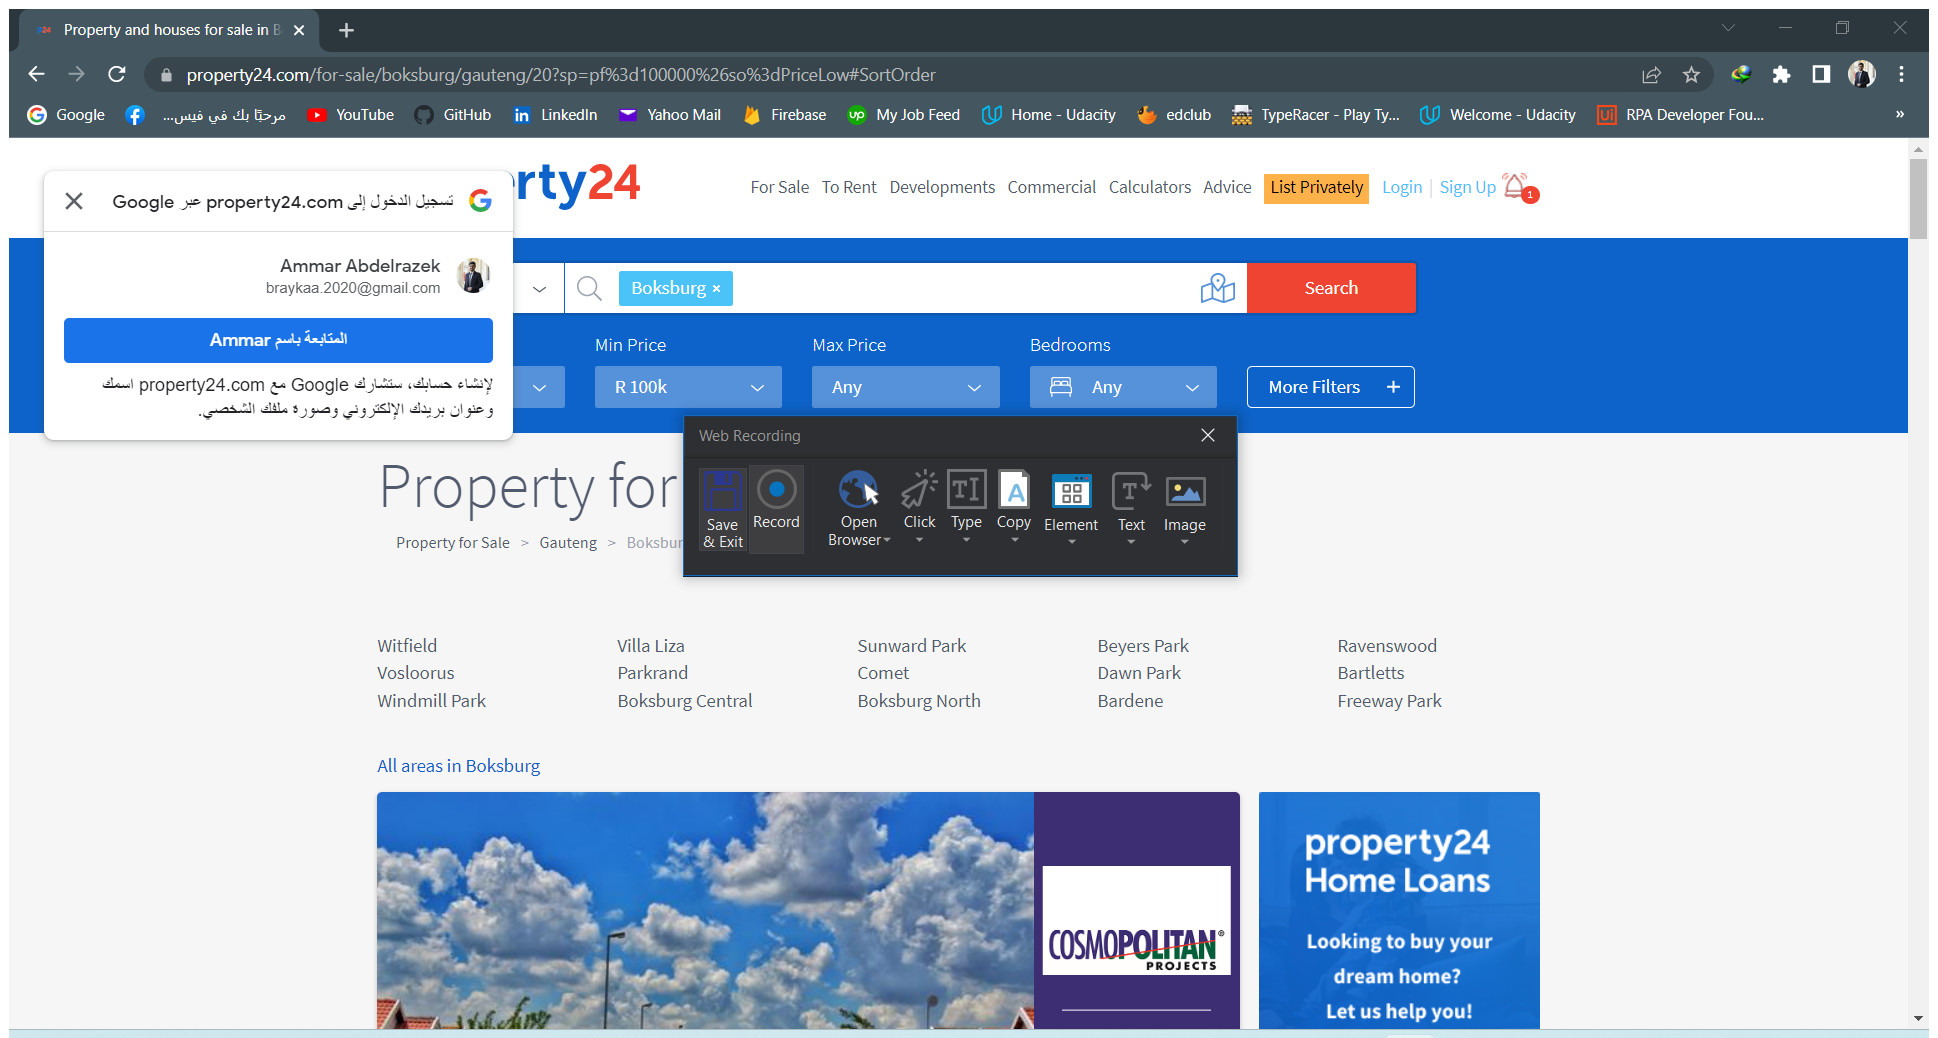 Property and houses for sale in B
property24.com/for-sale/boksburg/gauteng/20?sp=pf%3d100000%26so%3dPriceLow#SortOrder
Google
مرحبًا بك في فيس...
YouTube
GitHub
LinkedIn
Yahoo Mail
Firebase
My Job Feed
Home - Udacity
edclub
TypeRacer - Play Ty...
Welcome - Udacity
RPA Developer Fou...
»
تسجيل الدخول إلى property24.com عبر Google
Ammar Abdelrazek
braykaa.2020@gmail.com
المتابعة باسم Ammar
لإنشاء حسابك، ستشارك Google مع property24.com اسمك
وعنوان بريدك الإلكتروني وصورة ملفك الشخصي.
rty24
For Sale To Rent Developments Commercial Calculators Advice List Privately Login | Sign Up 1
Boksburg ×
Search
Min Price
Max Price
Bedrooms
R 100k
Any
Any
More Filters +
Web Recording
Save
& Exit
Record
Open
Browser
Click
Type
Copy
Element
Text
Image
Property for
Property for Sale > Gauteng > Boksbur
Witfield Villa Liza Sunward Park Beyers Park Ravenswood
Vosloorus Parkrand Comet Dawn Park Bartletts
Windmill Park Boksburg Central Boksburg North Bardene Freeway Park
All areas in Boksburg
COSMOPOLITAN®
PROJECTS
property24
Home Loans
Looking to buy your
dream home?
Let us help you!